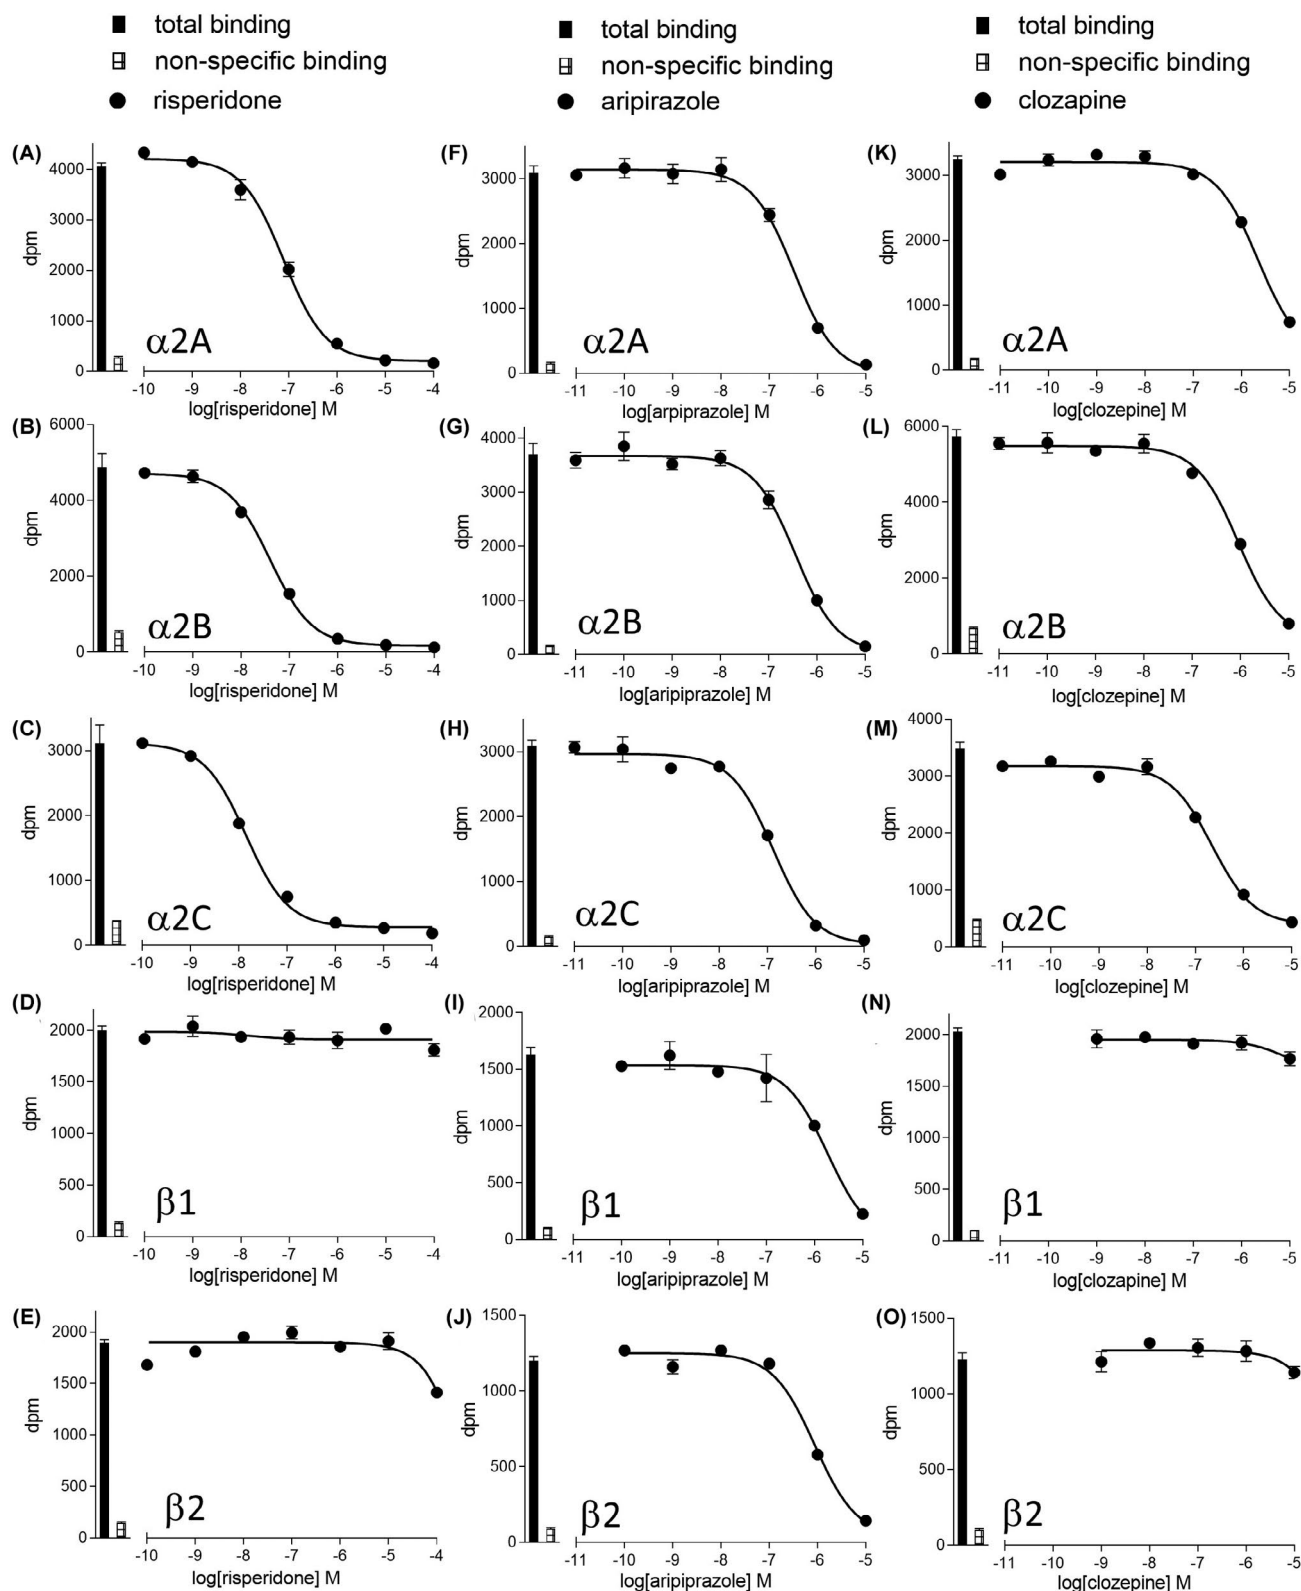 total binding
non-specific binding
risperidone
total binding
non-specific binding
aripirazole
total binding
non-specific binding
clozapine
(A)
dpm
4000
3000
2000
1000
0
α2A
-10 -9 -8 -7 -6 -5 -4
log[risperidone] M
(F)
dpm
3000
2000
1000
0
α2A
-11 -10 -9 -8 -7 -6 -5
log[arpiprazole] M
(K)
dpm
3000
2000
1000
0
α2A
-11 -10 -9 -8 -7 -6 -5
log[clozepine] M
(B)
dpm
6000
4000
2000
0
α2B
-10 -9 -8 -7 -6 -5 -4
log[risperidone] M
(G)
dpm
4000
3000
2000
1000
0
α2B
-11 -10 -9 -8 -7 -6 -5
log[aripiprazole] M
(L)
dpm
6000
4000
2000
0
α2B
-11 -10 -9 -8 -7 -6 -5
log[clozepine] M
(C)
dpm
3000
2000
1000
0
α2C
-10 -9 -8 -7 -6 -5 -4
log[risperidone] M
(H)
dpm
3000
2000
1000
0
α2C
-11 -10 -9 -8 -7 -6 -5
log[aripiprazole] M
(M)
dpm
4000
3000
2000
1000
0
α2C
-11 -10 -9 -8 -7 -6 -5
log[clozepine] M
(D)
dpm
2000
1500
1000
500
0
β1
-10 -9 -8 -7 -6 -5 -4
log[risperidone] M
(I)
dpm
2000
1500
1000
500
0
β1
-11 -10 -9 -8 -7 -6 -5
log[aripiprazole] M
(N)
dpm
2000
1500
1000
500
0
β1
-11 -10 -9 -8 -7 -6 -5
log[clozapine] M
(E)
dpm
2000
1500
1000
500
0
β2
-10 -9 -8 -7 -6 -5 -4
log[risperidone] M
(J)
dpm
1500
1000
500
0
β2
-11 -10 -9 -8 -7 -6 -5
log[aripiprazole] M
(O)
dpm
1500
1000
500
0
β2
-11 -10 -9 -8 -7 -6 -5
log[clozepine] M